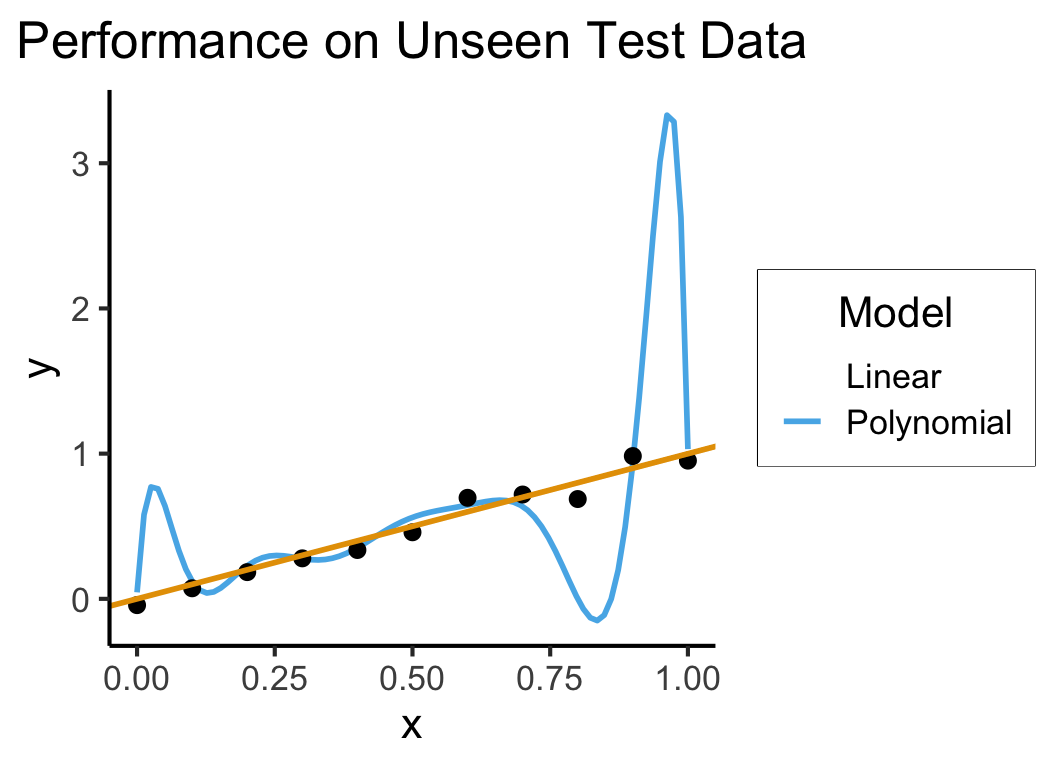 Performance on Unseen Test Data
3
2
1
0
y
0.00 0.25 0.50 0.75 1.00
x
Model
Linear
Polynomial